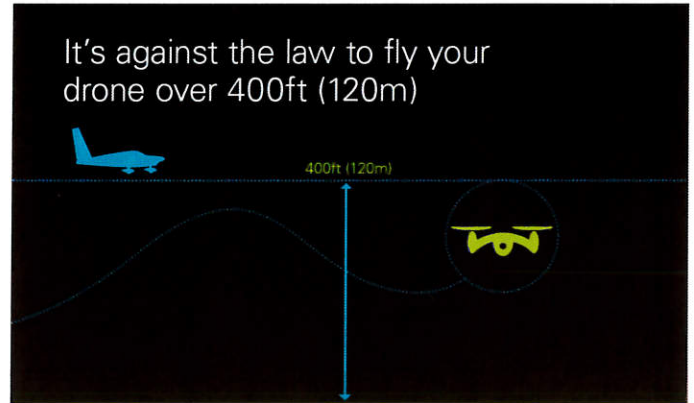 It's against the law to fly your
drone over 400ft (120m)
400ft (120m)